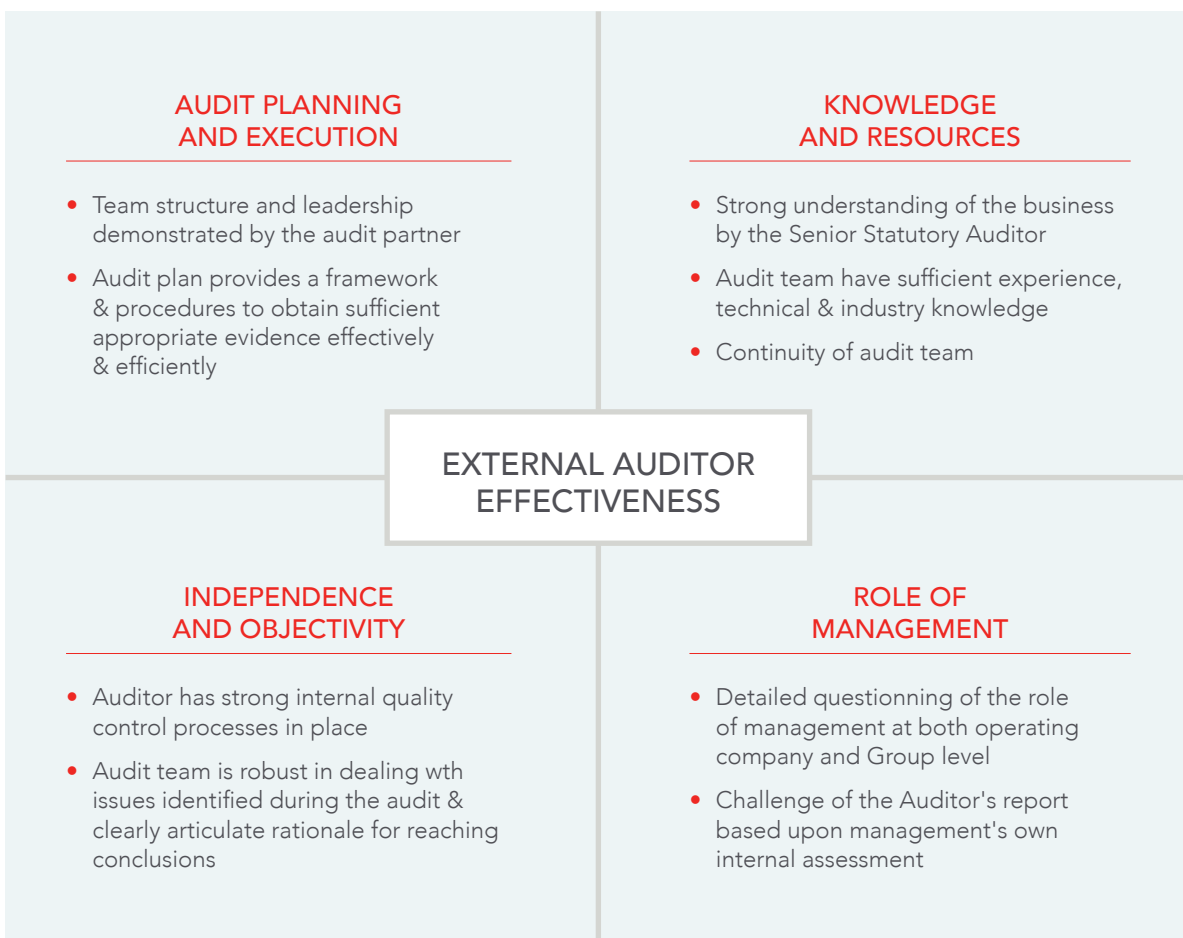 AUDIT PLANNING
AND EXECUTION
• Team structure and leadership
demonstrated by the audit partner
• Audit plan provides a framework
& procedures to obtain sufficient
appropriate evidence effectively
& efficiently
KNOWLEDGE
AND RESOURCES
• Strong understanding of the business
by the Senior Statutory Auditor
• Audit team have sufficient experience,
technical & industry knowledge
• Continuity of audit team
EXTERNAL AUDITOR
EFFECTIVENESS
INDEPENDENCE
AND OBJECTIVITY
• Auditor has strong internal quality
control processes in place
• Audit team is robust in dealing wth
issues identified during the audit &
clearly articulate rationale for reaching
conclusions
ROLE OF
MANAGEMENT
• Detailed questionning of the role
of management at both operating
company and Group level
• Challenge of the Auditor's report
based upon management's own
internal assessment